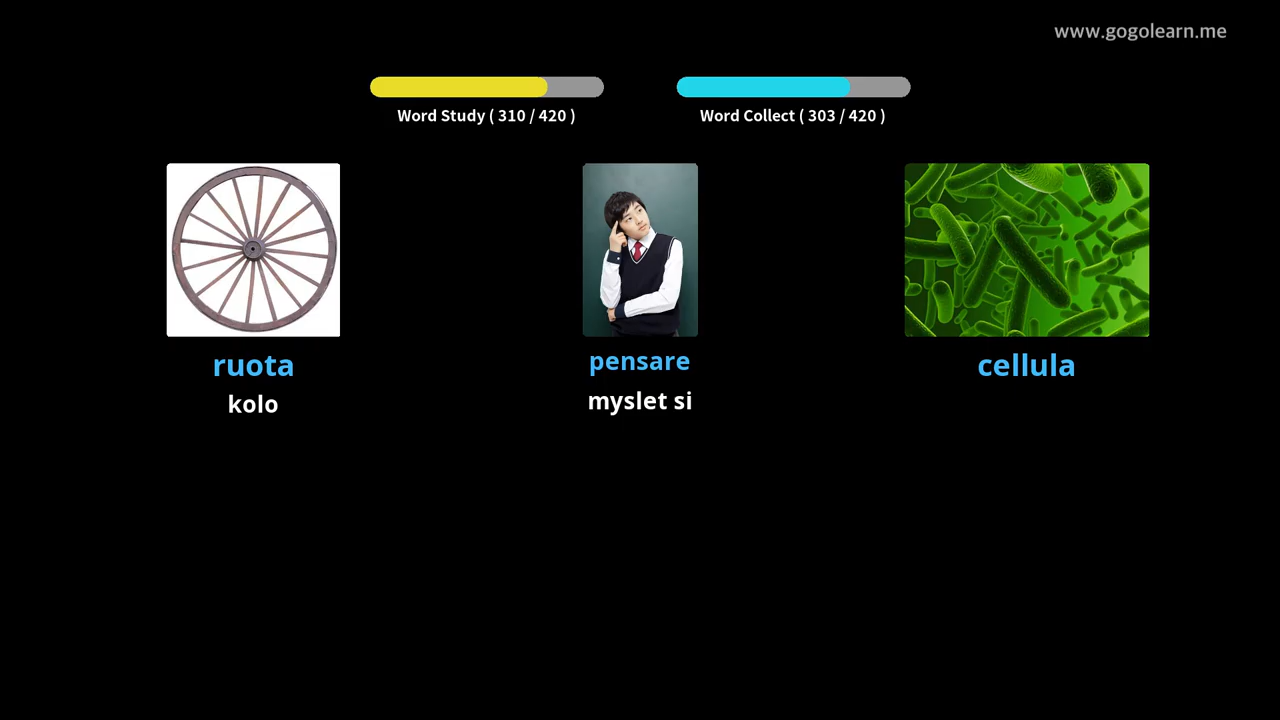 www.gogolearn.me
Word Study ( 310 / 420 )
Word Collect ( 303 / 420 )
ruota
kolo
pensare
myslet si
cellula